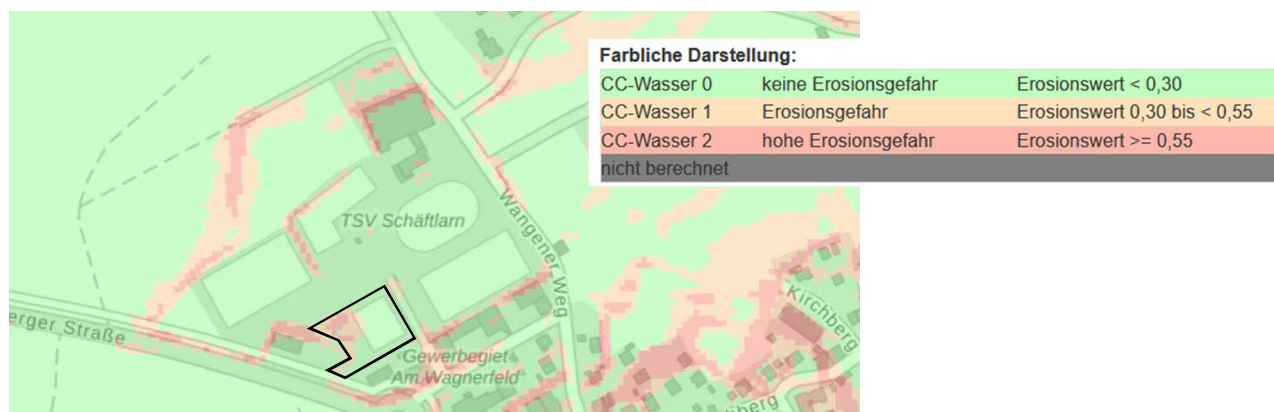 Farbliche Darstellung:
CC-Wasser 0 keine Erosionsgefahr Erosionswert < 0,30
CC-Wasser 1 Erosionsgefahr Erosionswert 0,30 bis < 0,55
CC-Wasser 2 hohe Erosionsgefahr Erosionswert >= 0,55
nicht berechnet
TSV Schäftlarn
Wangener Weg
Kirchberg
erger Straße
Gewerbegiet
Am Wagnerfeld
hberg